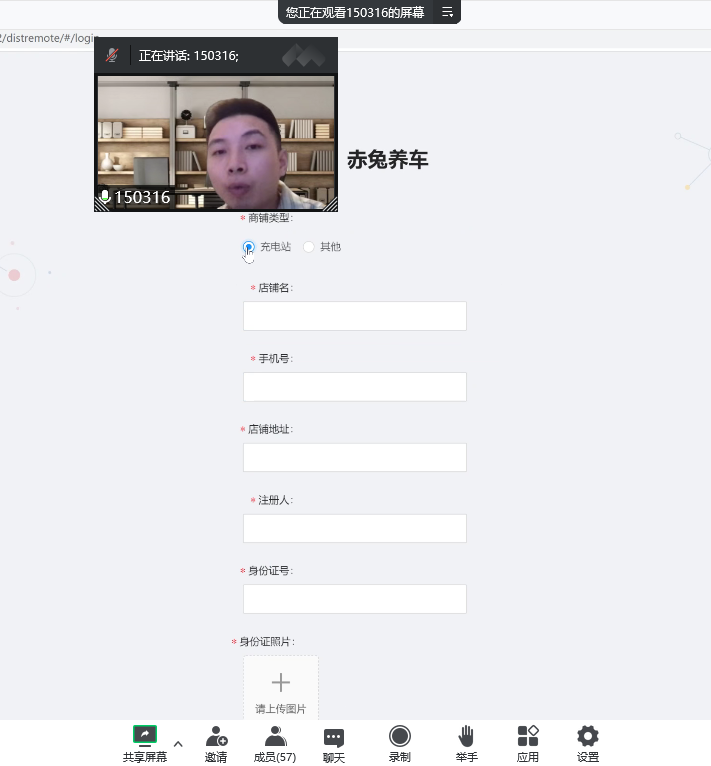 您正在观看150316的屏幕
2/distremote/#/login
正在讲话: 150316;
150316
赤兔养车
* 商铺类型:
充电站 其他
* 店铺名:
* 手机号:
* 店铺地址:
* 注册人:
* 身份证号:
* 身份证照片:
请上传图片
共享屏幕 邀请 成员(57) 聊天 录制 举手 应用 设置